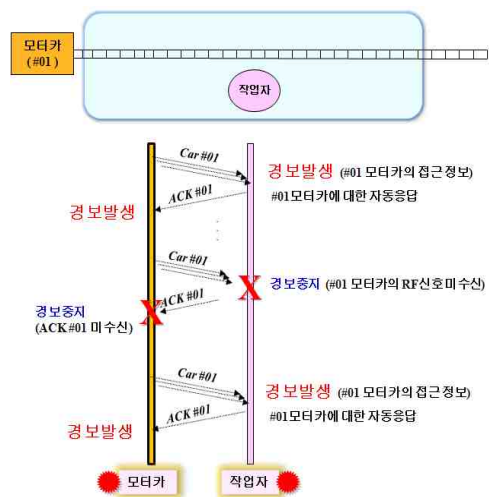 모터카
(#01)
작업자
Car #01
경보발생 (#01 모터카의 접근정보)
ACK #01
#01모터카에 대한 자동응답
경보발생
Car #01
경보중지 (#01 모터카의 RF신호미수신)
ACK #01
경보중지
(ACK #01 미수신)
X
X
Car #01
경보발생 (#01 모터카의 접근정보)
ACK #01
#01모터카에 대한 자동응답
경보발생
모터카
작업자